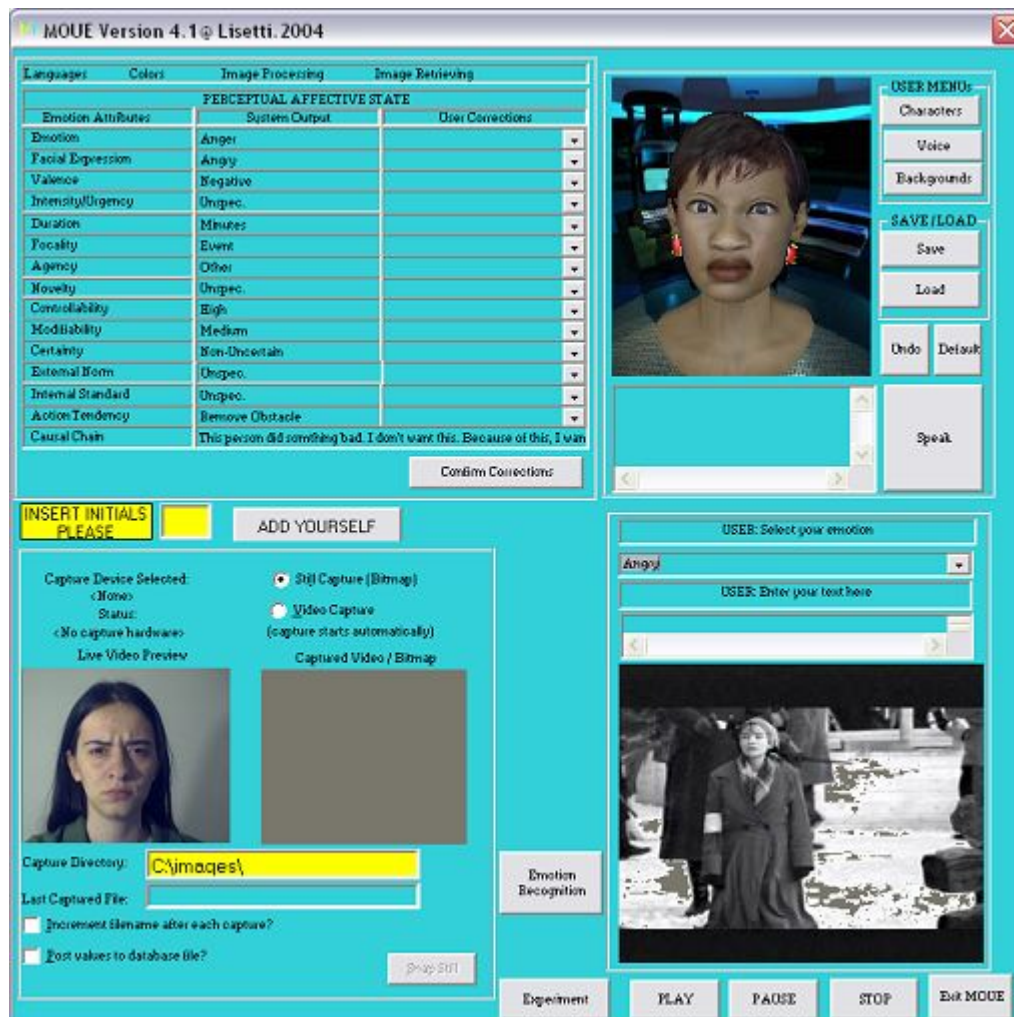 MOUE Version 4.1@ Lisetti. 2004
Languages Colors Image Processing Image Retrieving
PERCEPTUAL AFFECTIVE STATE
Emotion Attributes System Output User Corrections
Emotion Anger
Facial Expression Angry
Valence Negative
Intensity/Urgency Unspec.
Duration Minutes
Focality Event
Agency Other
Novelty Unspec.
Controllability High
Modifiability Medium
Certainty Non-Uncertain
External Norm Unspec.
Internal Standard Unspec.
Action Tendency Remove Obstacle
Causal Chain This person did somthing bad. I don't want this. Because of this, I wan
Confirm Corrections
USER MENUs
Characters
Voice
Backgrounds
SAVE/LOAD
Save
Load
Undo Default
Speak
INSERT INITIALS
PLEASE
ADD YOURSELF
Capture Device Selected:
<None>
Status:
<No capture hardware>
Still Capture (Bitmap)
Video Capture
(capture starts automatically)
Live Video Preview
Captured Video / Bitmap
Capture Directory: C:\images\
Last Captured File:
Increment filename after each capture?
Post values to database file?
Snap Still
USER: Select your emotion
Angry
USER: Enter your text here
Emotion
Recognition
Experiment
PLAY
PAUSE
STOP
Exit MOUE